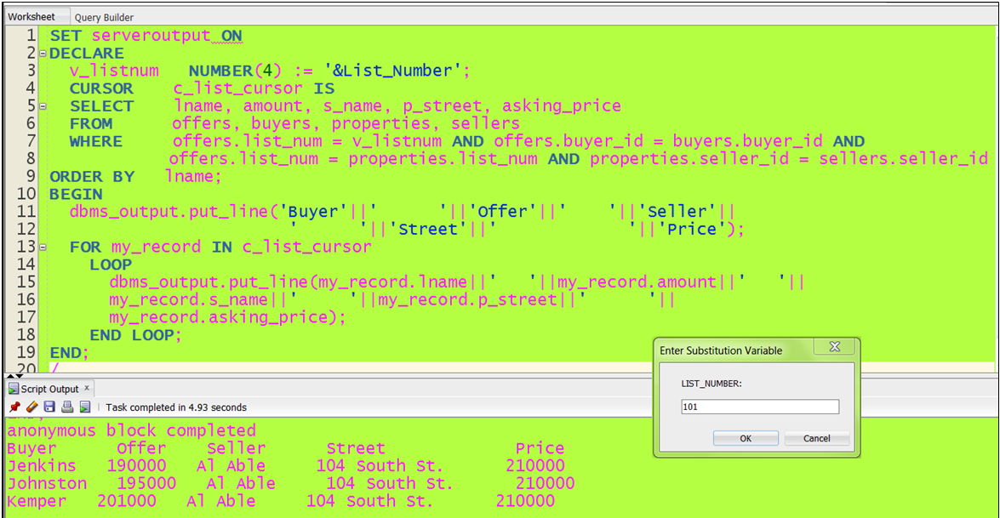 Worksheet Query Builder
1 SET serveroutput ON
2 DECLARE
3 v_listnum NUMBER(4) := '&List_Number';
4 CURSOR c_list_cursor IS
5 SELECT lname, amount, s_name, p_street, asking_price
6 FROM offers, buyers, properties, sellers
7 WHERE offers.list_num = v_listnum AND offers.buyer_id = buyers.buyer_id AND
8 offers.list_num = properties.list_num AND properties.seller_id = sellers.seller_id
9 ORDER BY lname;
10 BEGIN
11 dbms_output.put_line('Buyer'||'      '||'Offer'||'    '||'Seller'||
12 '      '||'Street'||'            '||'Price');
13 FOR my_record IN c_list_cursor
14 LOOP
15 dbms_output.put_line(my_record.lname||'   '||my_record.amount||'   '||
16 my_record.s_name||'     '||my_record.p_street||'      '||
17 my_record.asking_price);
18 END LOOP;
19 END;
20 /
Enter Substitution Variable
LIST_NUMBER:
101
OK Cancel
Script Output x
Task completed in 4.93 seconds
anonymous block completed
Buyer Offer Seller Street Price
Jenkins 190000 Al Able 104 South St. 210000
Johnston 195000 Al Able 104 South St. 210000
Kemper 201000 Al Able 104 South St. 210000